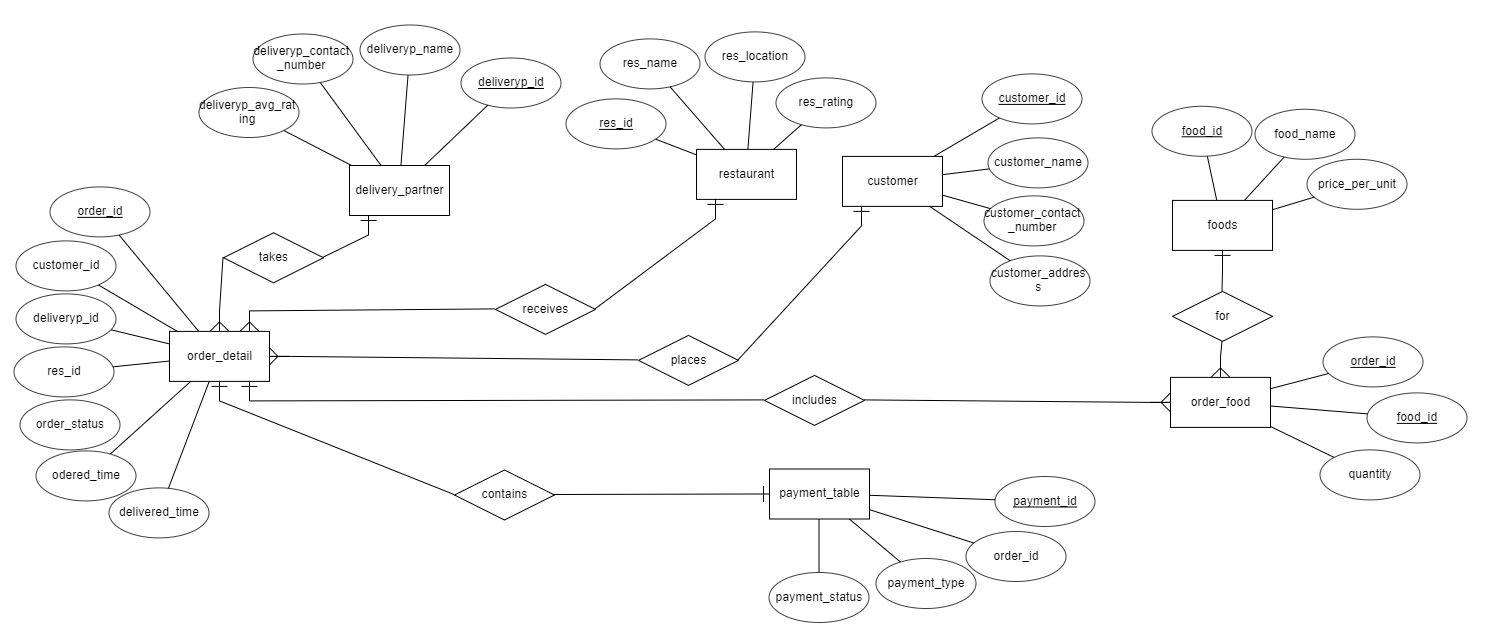 deliveryp_contact
_number
deliveryp_name
deliveryp_id
deliveryp_avg_rat
ing
delivery_partner
res_name
res_location
res_rating
res_id
restaurant
customer_id
customer_name
customer_contact
_number
customer_addres
s
customer
food_id
food_name
price_per_unit
foods
order_id
customer_id
deliveryp_id
res_id
order_status
odered_time
delivered_time
order_detail
takes
receives
places
includes
contains
for
order_food
order_id
food_id
quantity
payment_table
payment_id
order_id
payment_type
payment_status